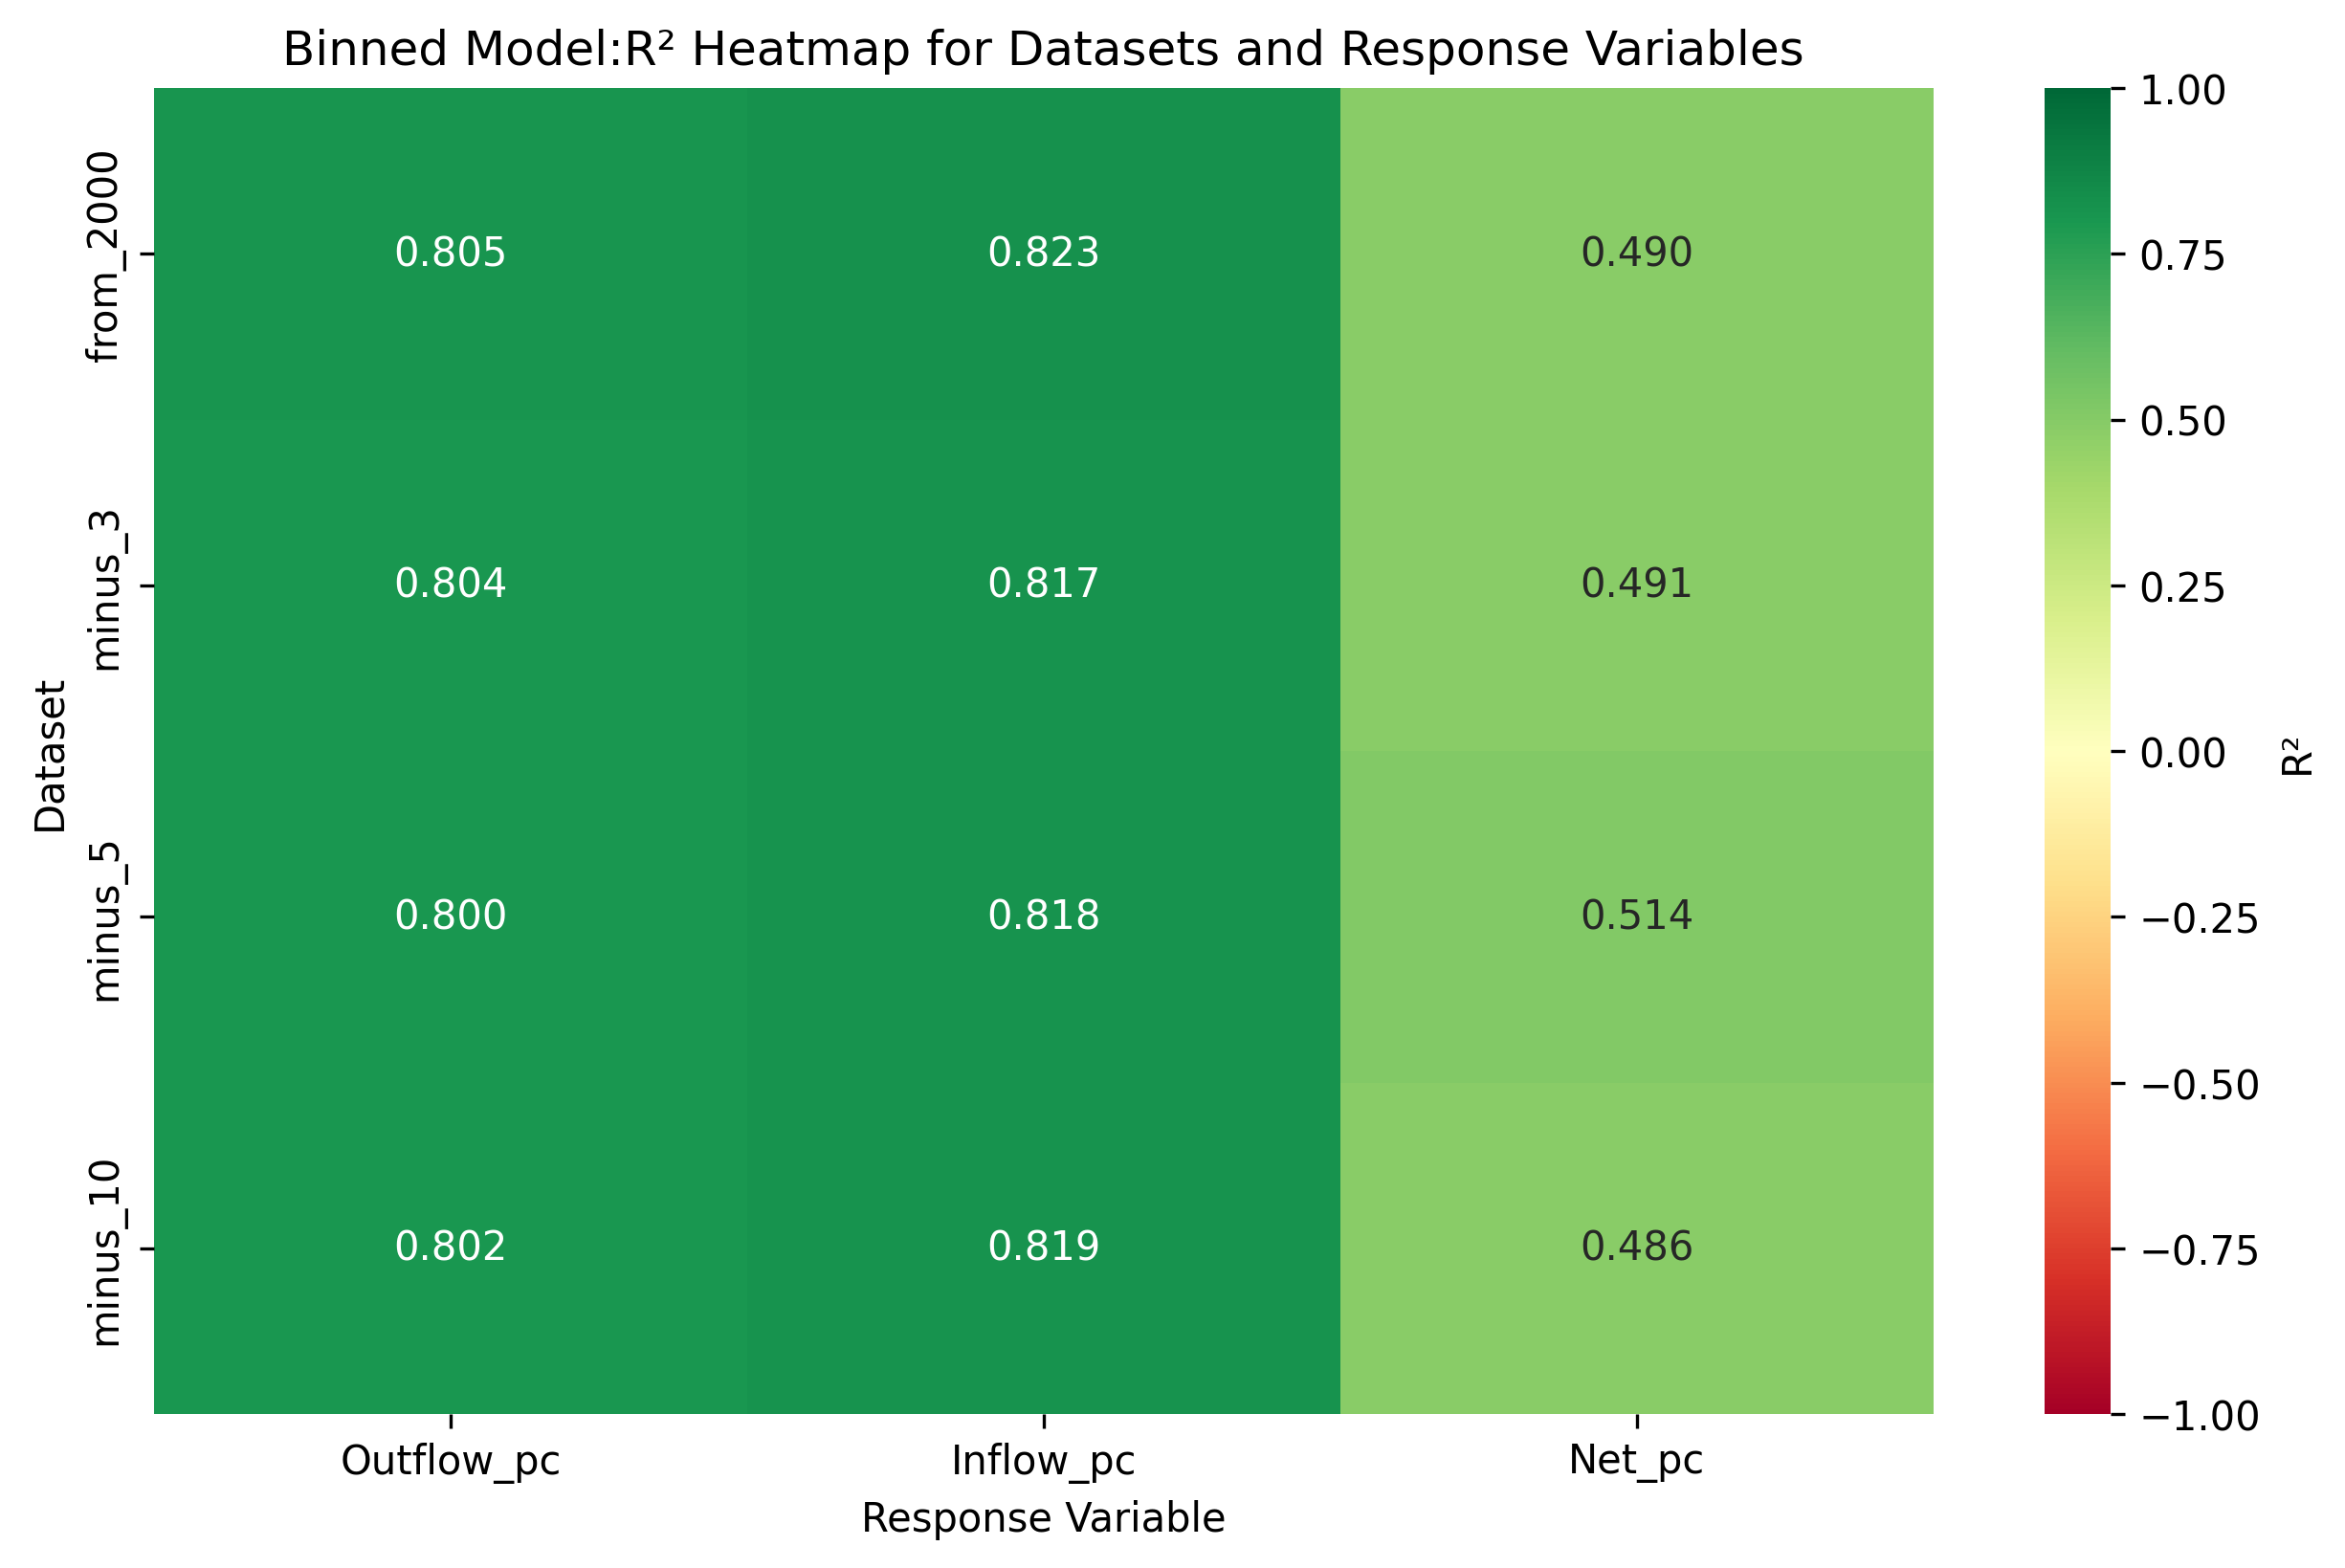 Binned Model:R² Heatmap for Datasets and Response Variables
Dataset
from_2000
0.805 0.823 0.490
minus_3
0.804 0.817 0.491
minus_5
0.800 0.818 0.514
minus_10
0.802 0.819 0.486
Outflow_pc Inflow_pc Net_pc
Response Variable
1.00
0.75
0.50
0.25
0.00
−0.25
−0.50
−0.75
−1.00
R²